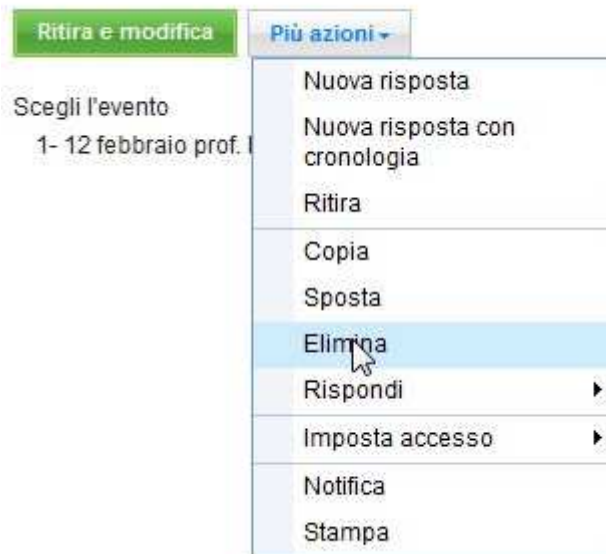 Ritira e modifica
Più azioni
Scegli l'evento
1- 12 febbraio prof.
Nuova risposta
Nuova risposta con
cronologia
Ritira
Copia
Sposta
Elimina
Rispondi
Imposta accesso
Notifica
Stampa